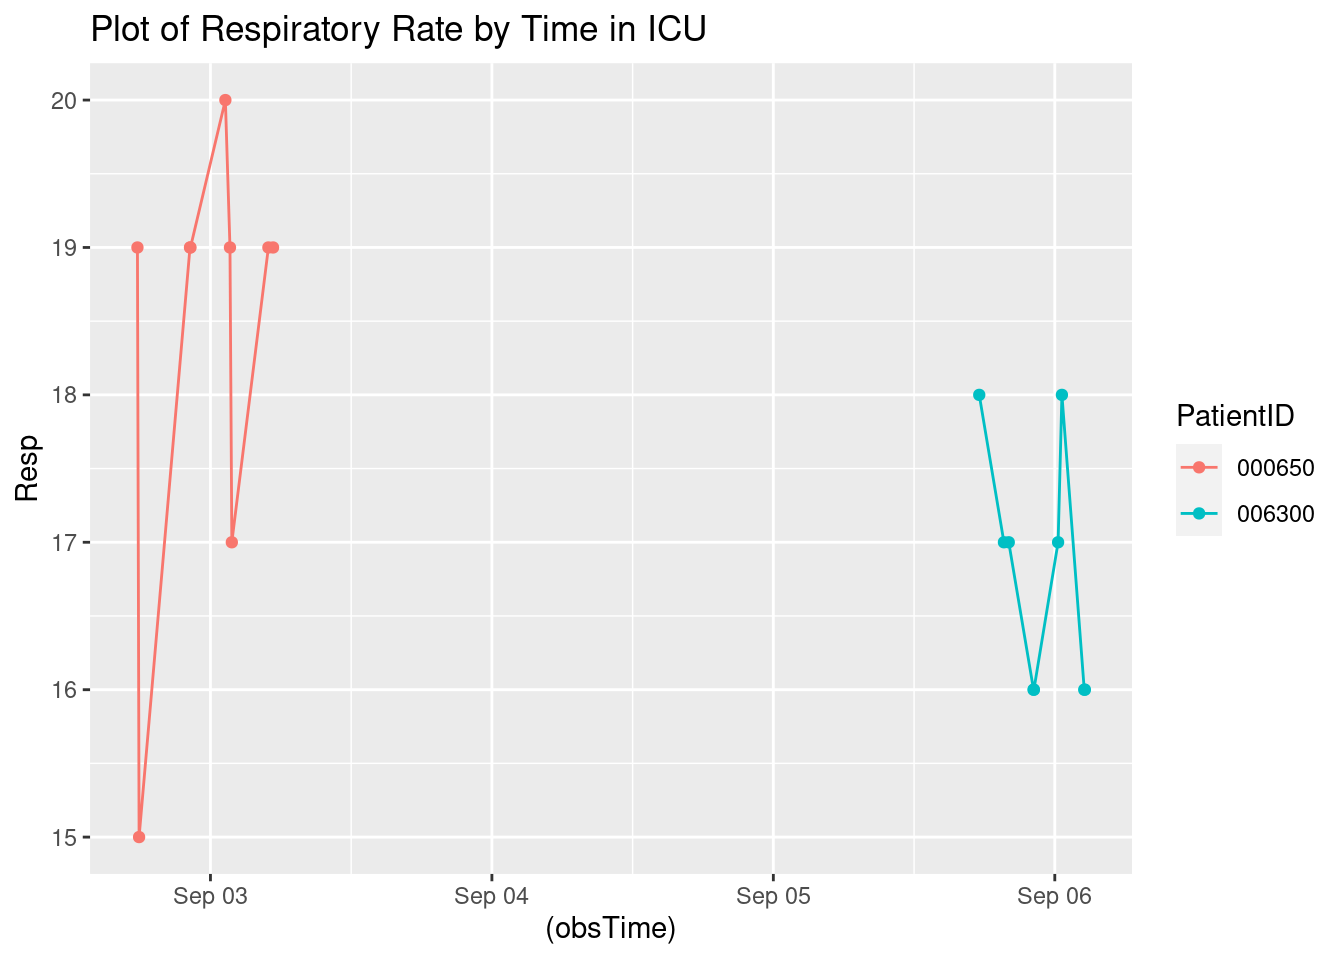 Plot of Respiratory Rate by Time in ICU
20
19
18
17
16
15
Resp
Sep 03
Sep 04
Sep 05
Sep 06
(obsTime)
PatientID
000650
006300